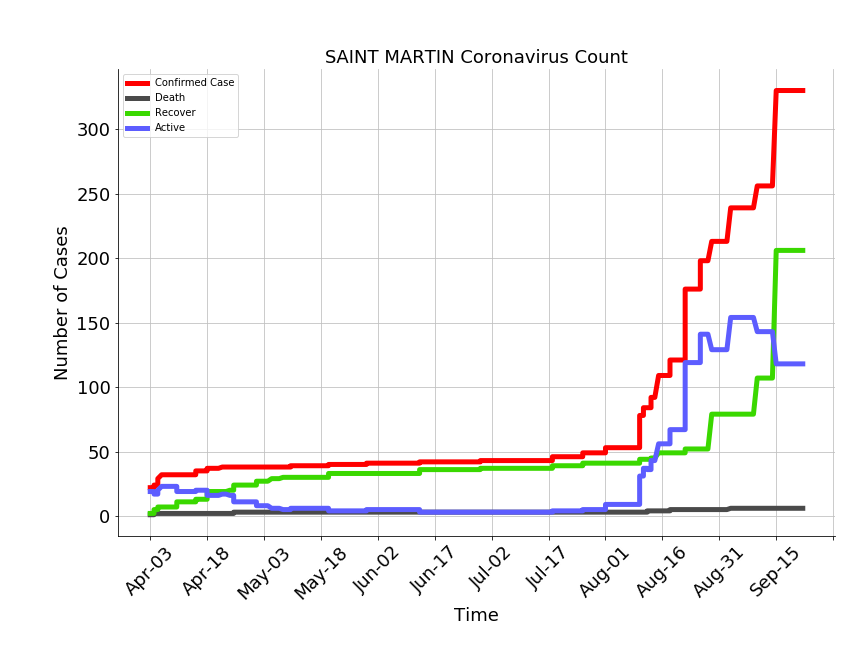 SAINT MARTIN Coronavirus Count
Confirmed Case
Death
Recover
Active
Number of Cases
300
250
200
150
100
50
0
Apr-03
Apr-18
May-03
May-18
Jun-02
Jun-17
Jul-02
Jul-17
Aug-01
Aug-16
Aug-31
Sep-15
Time